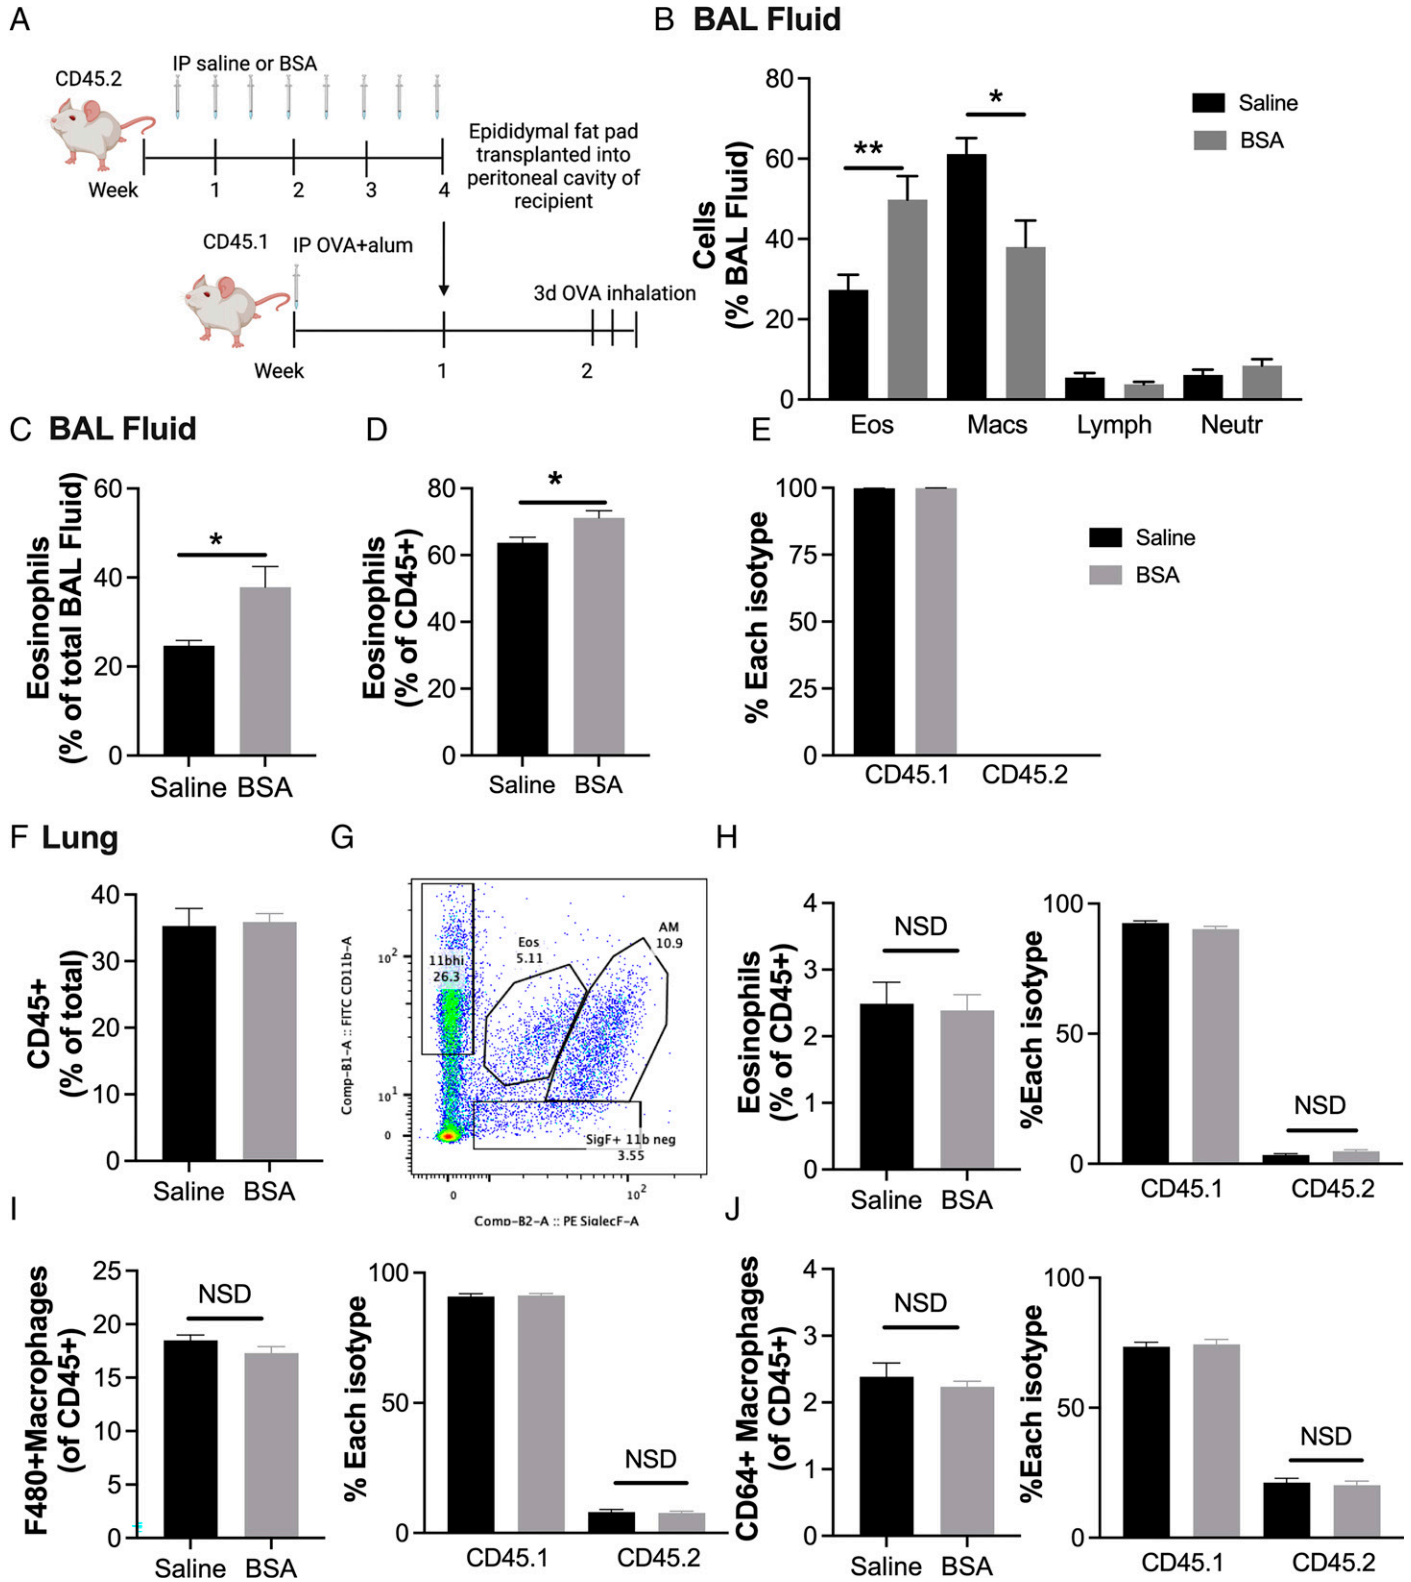 A
CD45.2
IP saline or BSA
Week
1
2
3
4
Epididymal fat pad
transplanted into
peritoneal cavity of
recipient
CD45.1
IP OVA+alum
3d OVA inhalation
Week
1
2
B BAL Fluid
Cells
(% BAL Fluid)
80
60
40
20
0
**
*
Eos
Macs
Lymph
Neutr
Saline
BSA
C BAL Fluid
Eosinophils
(% of total BAL Fluid)
60
40
20
0
*
Saline
BSA
D
Eosinophils
(% of CD45+)
80
60
40
20
0
*
Saline
BSA
E
% Each isotype
100
75
50
25
0
CD45.1
CD45.2
Saline
BSA
F Lung
CD45+
(% of total)
40
30
20
10
0
Saline
BSA
G
Comp-B1-A :: FITC CD11b-A
10²
10¹
0
11bhi
26.3
Eos
5.11
AM
10.9
SigF+ 11b neg
3.55
0
10²
Comp-B2-A :: PE SiglecF-A
H
Eosinophils
(% of CD45+)
4
3
2
1
0
NSD
Saline
BSA
%Each isotype
100
50
0
NSD
CD45.1
CD45.2
I
F480+Macrophages
(of CD45+)
25
20
15
10
5
0
NSD
Saline
BSA
% Each isotype
100
50
0
NSD
CD45.1
CD45.2
J
CD64+ Macrophages
(of CD45+)
4
3
2
1
0
NSD
Saline
BSA
%Each isotype
100
50
0
NSD
CD45.1
CD45.2